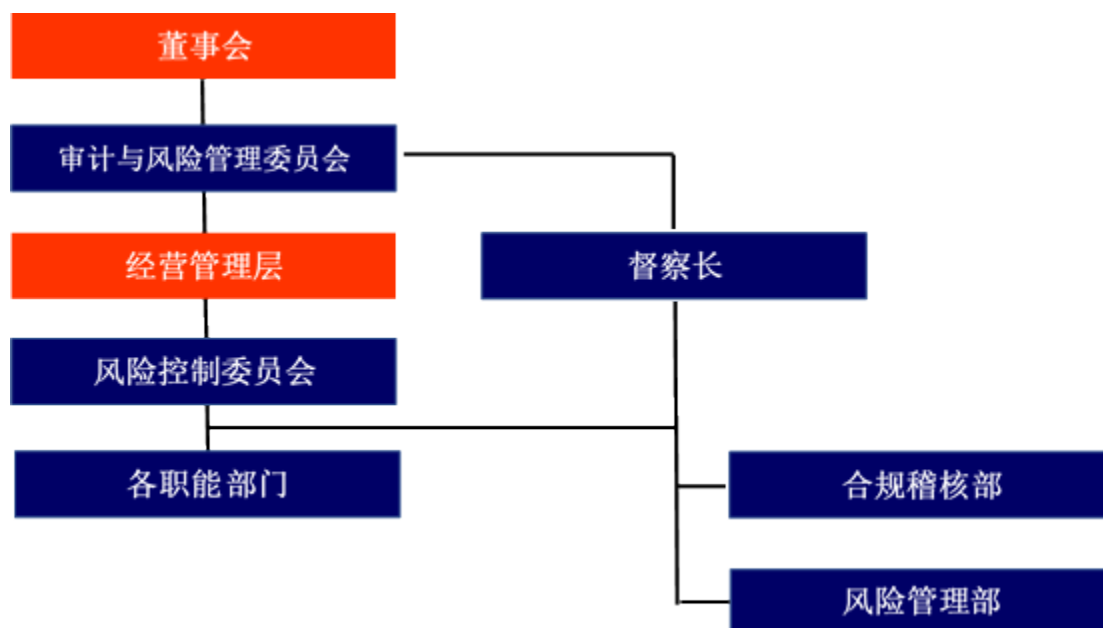 董事会
审计与风险管理委员会
经营管理层
督察长
风险控制委员会
各职能部门
合规稽核部
风险管理部